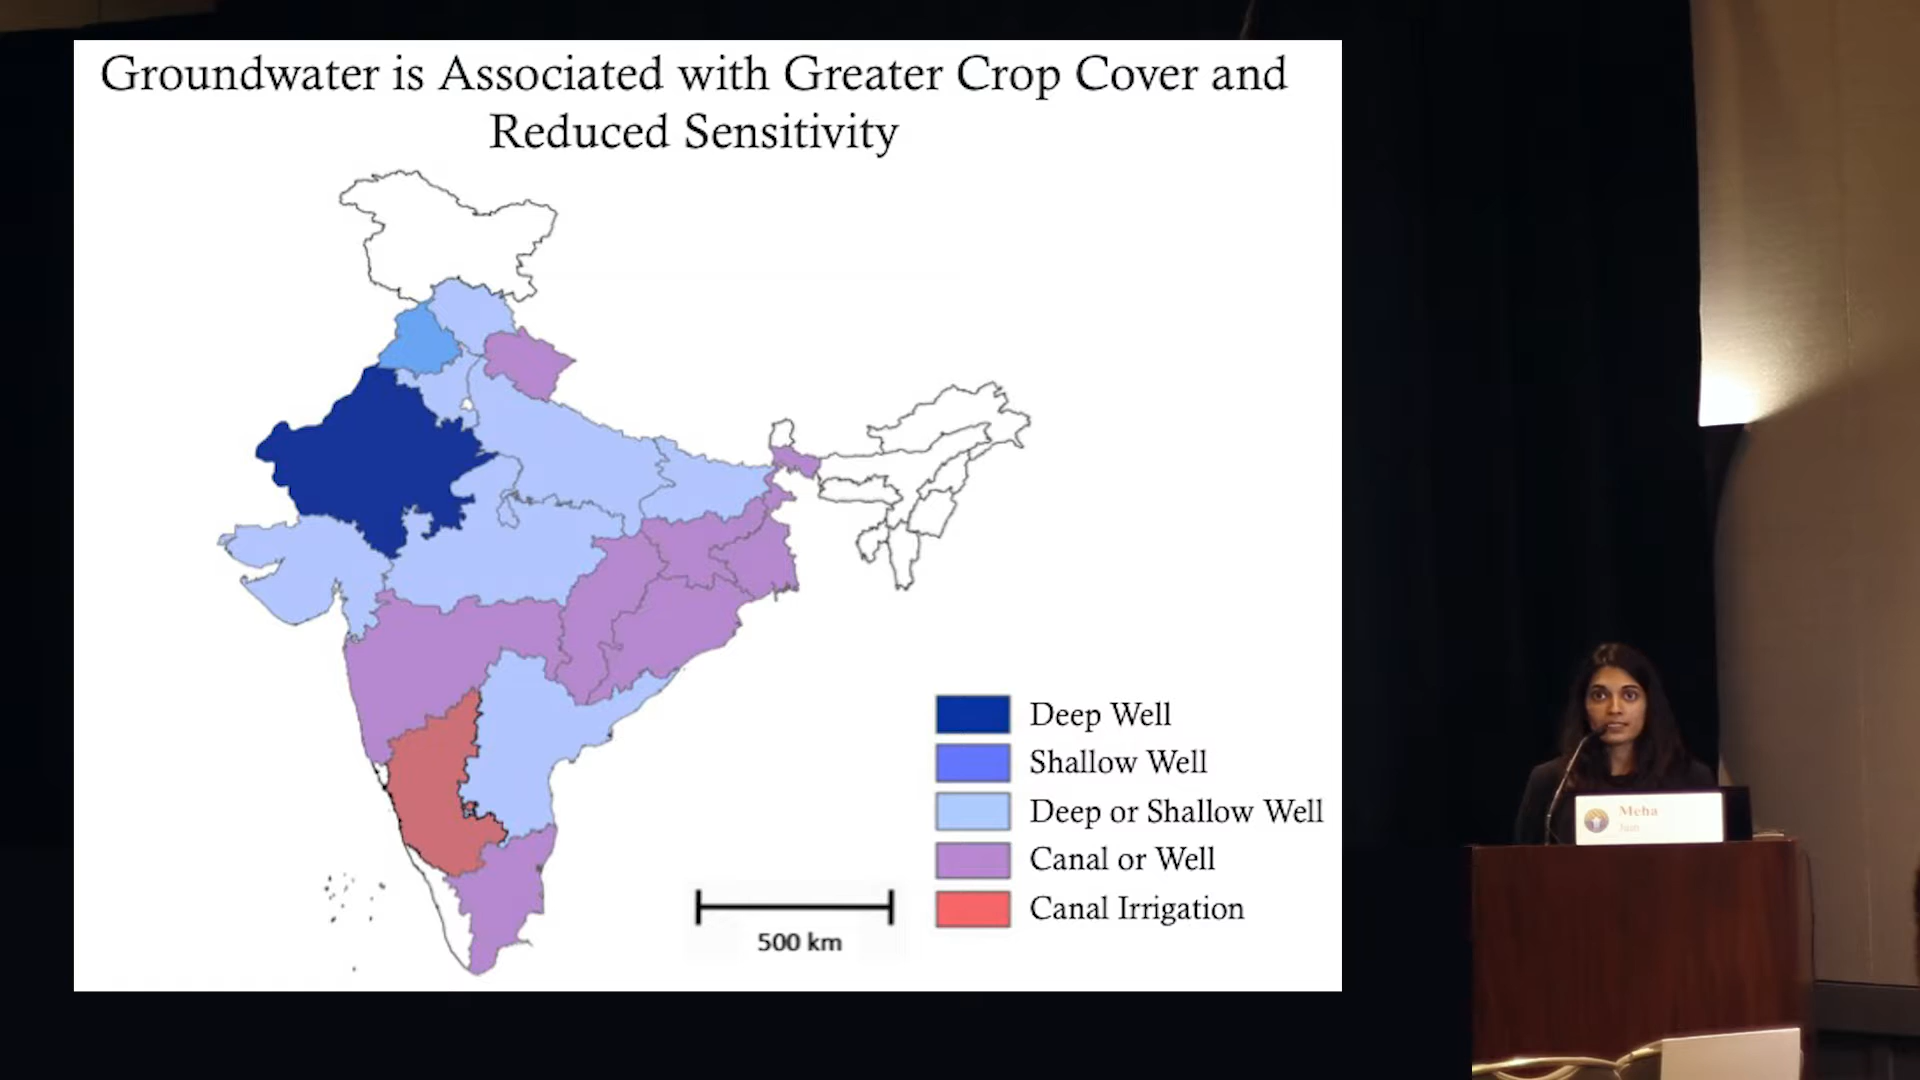 Groundwater is Associated with Greater Crop Cover and
Reduced Sensitivity
Deep Well
Shallow Well
Deep or Shallow Well
Canal or Well
Canal Irrigation
500 km
Meha
Jain